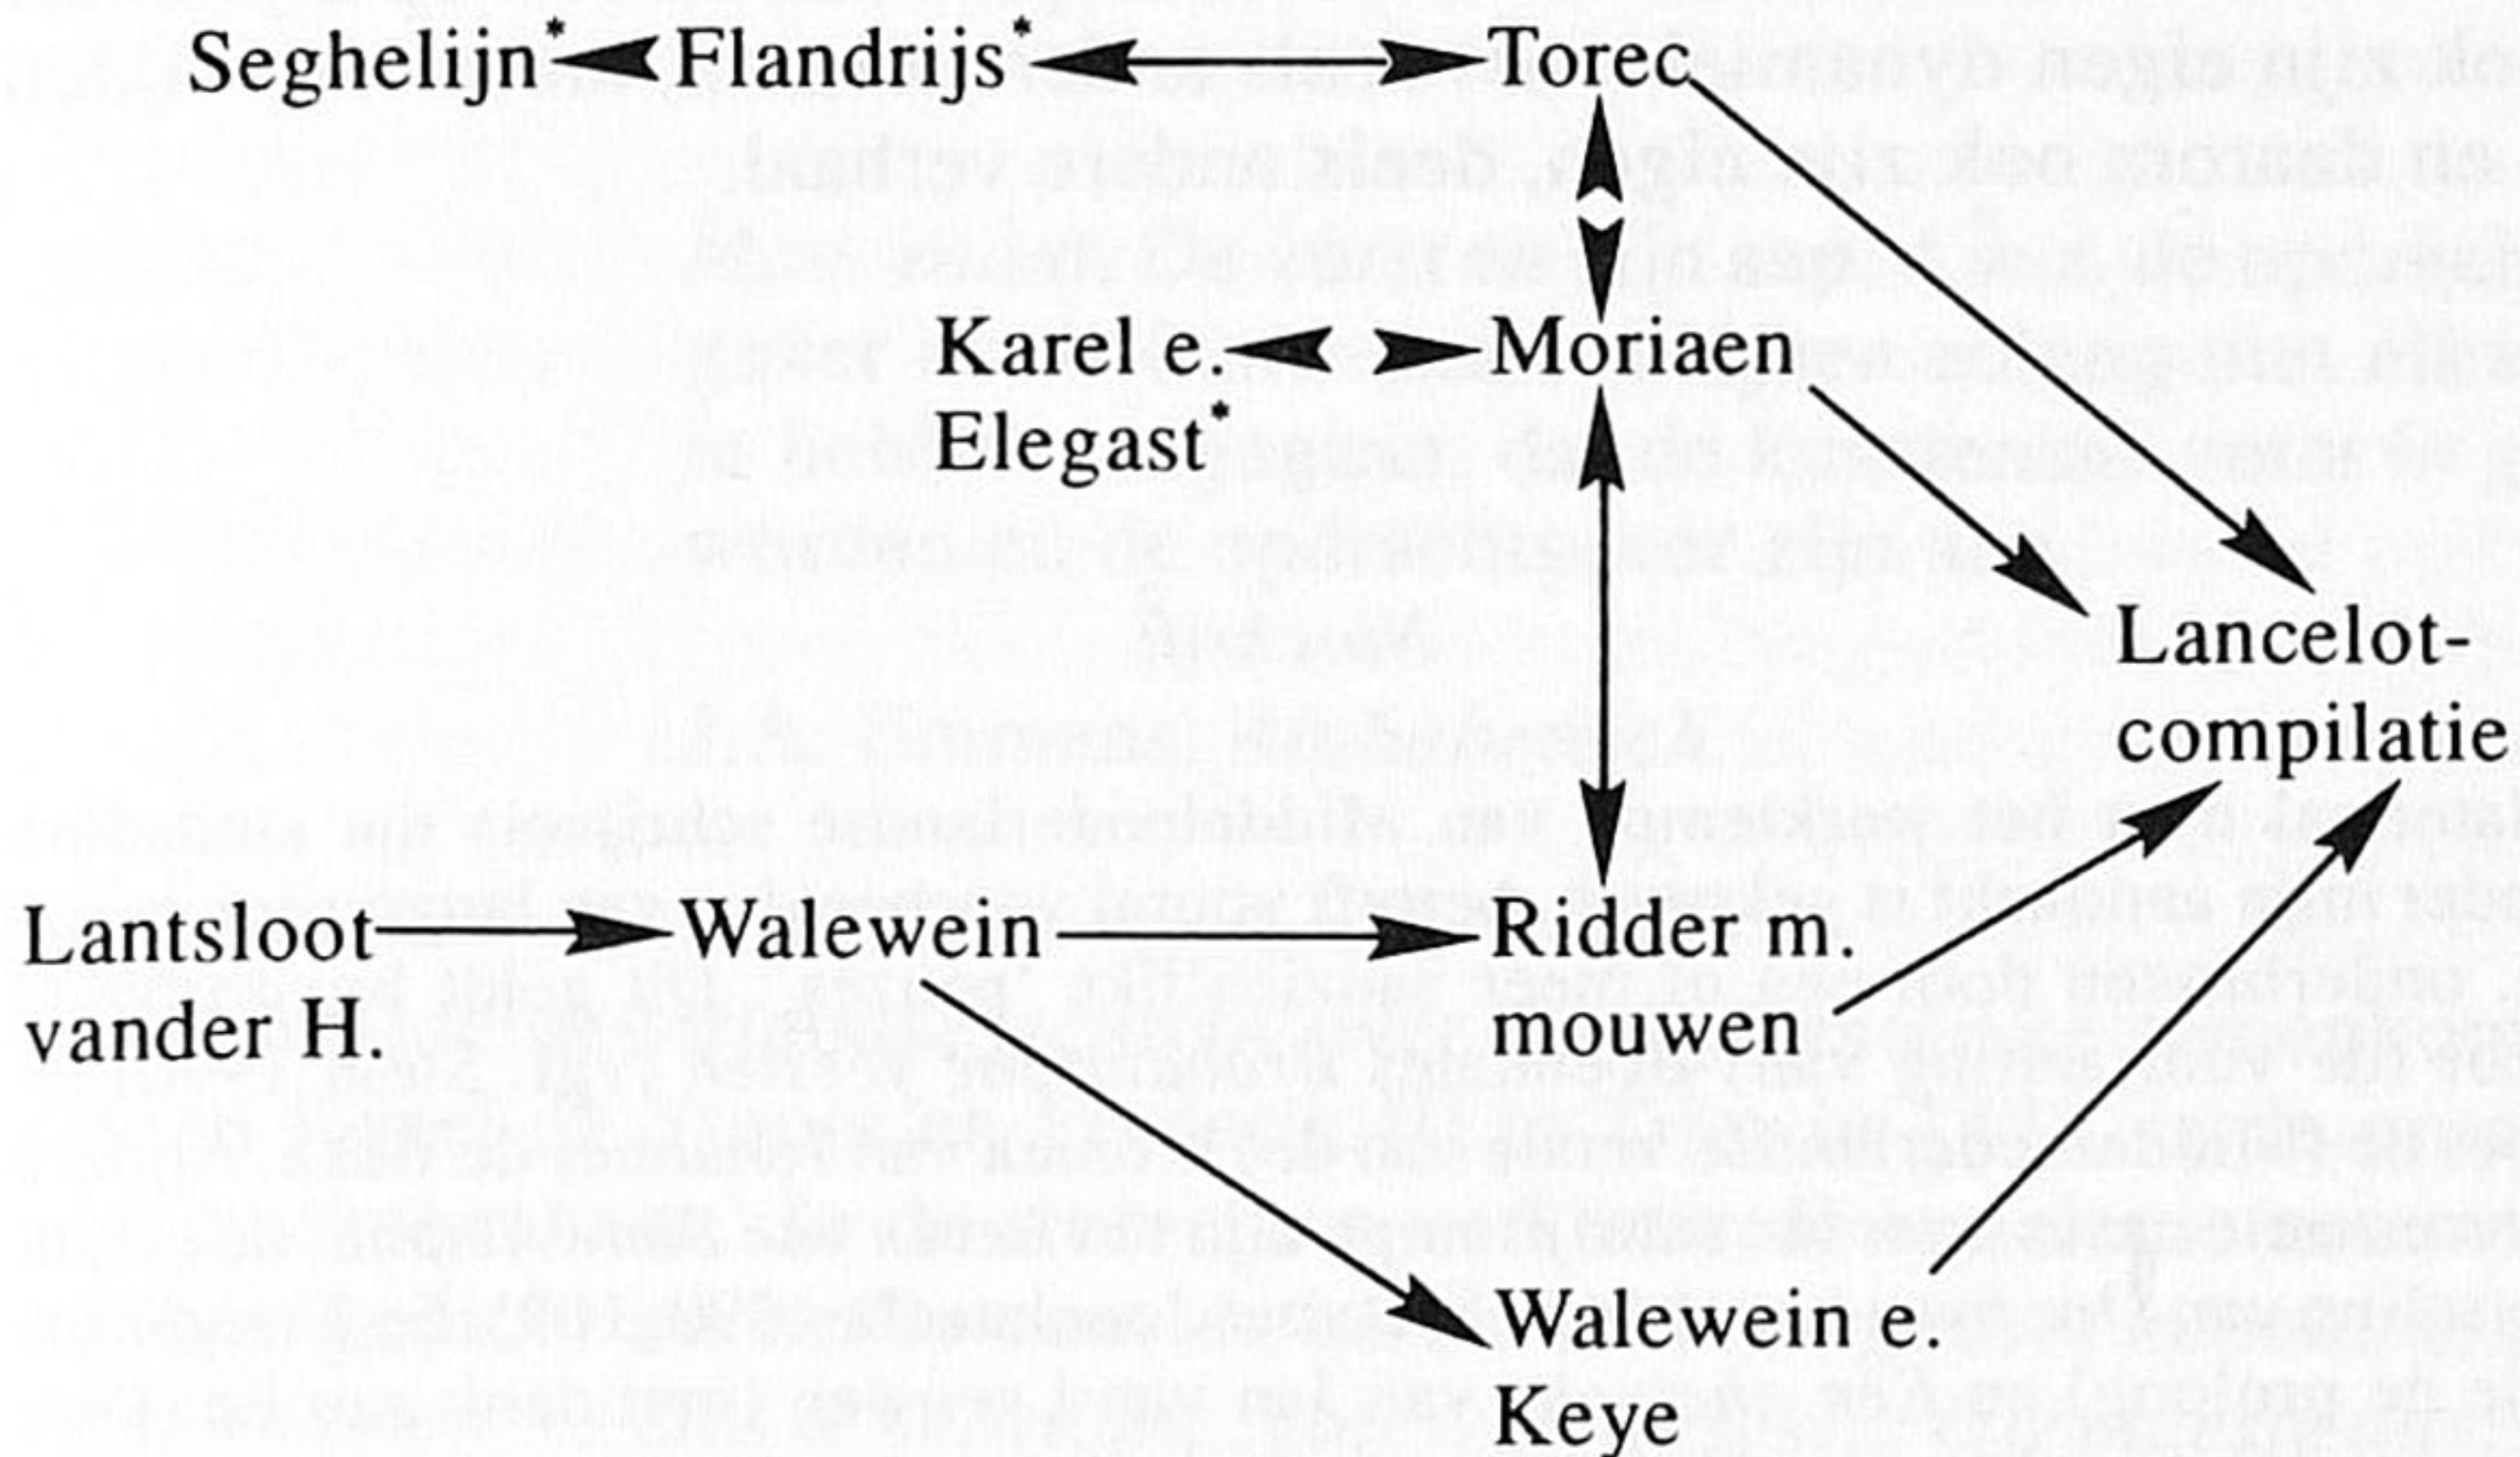 Seghelijn* Flandrijs* Torec
Karel e. Moriaen
Elegast*
Lancelot-
compilatie
Lantsloot Walewein Ridder m.
vander H. mouwen
Walewein e.
Keye